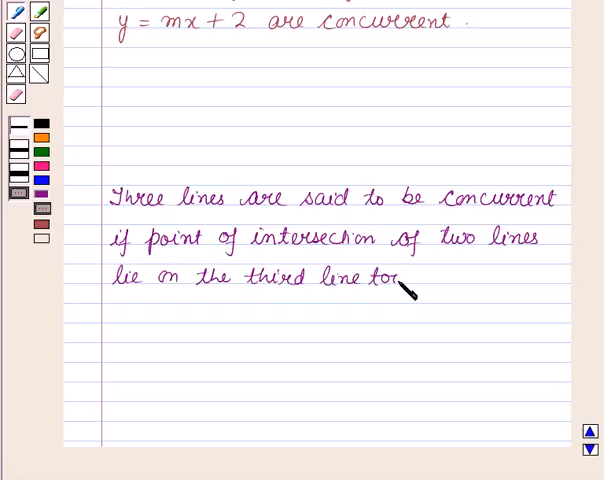 y = mx + 2 are concurrent.
Three lines are said to be concurrent
if point of intersection of two lines
lie on the third line too